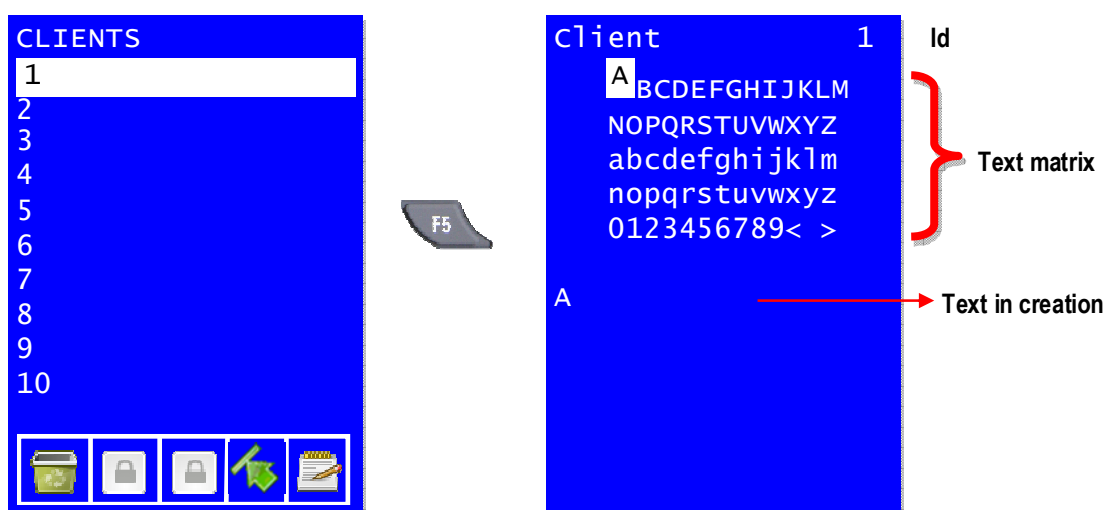 CLIENTS
1
2
3
4
5
6
7
8
9
10
F5
Client 1
Id
A BCDEFGHIJKLM
NOPQRSTUVWXYZ
abcdefghijklm
nopqrstuvwxyz
0123456789< >
Text matrix
A
Text in creation